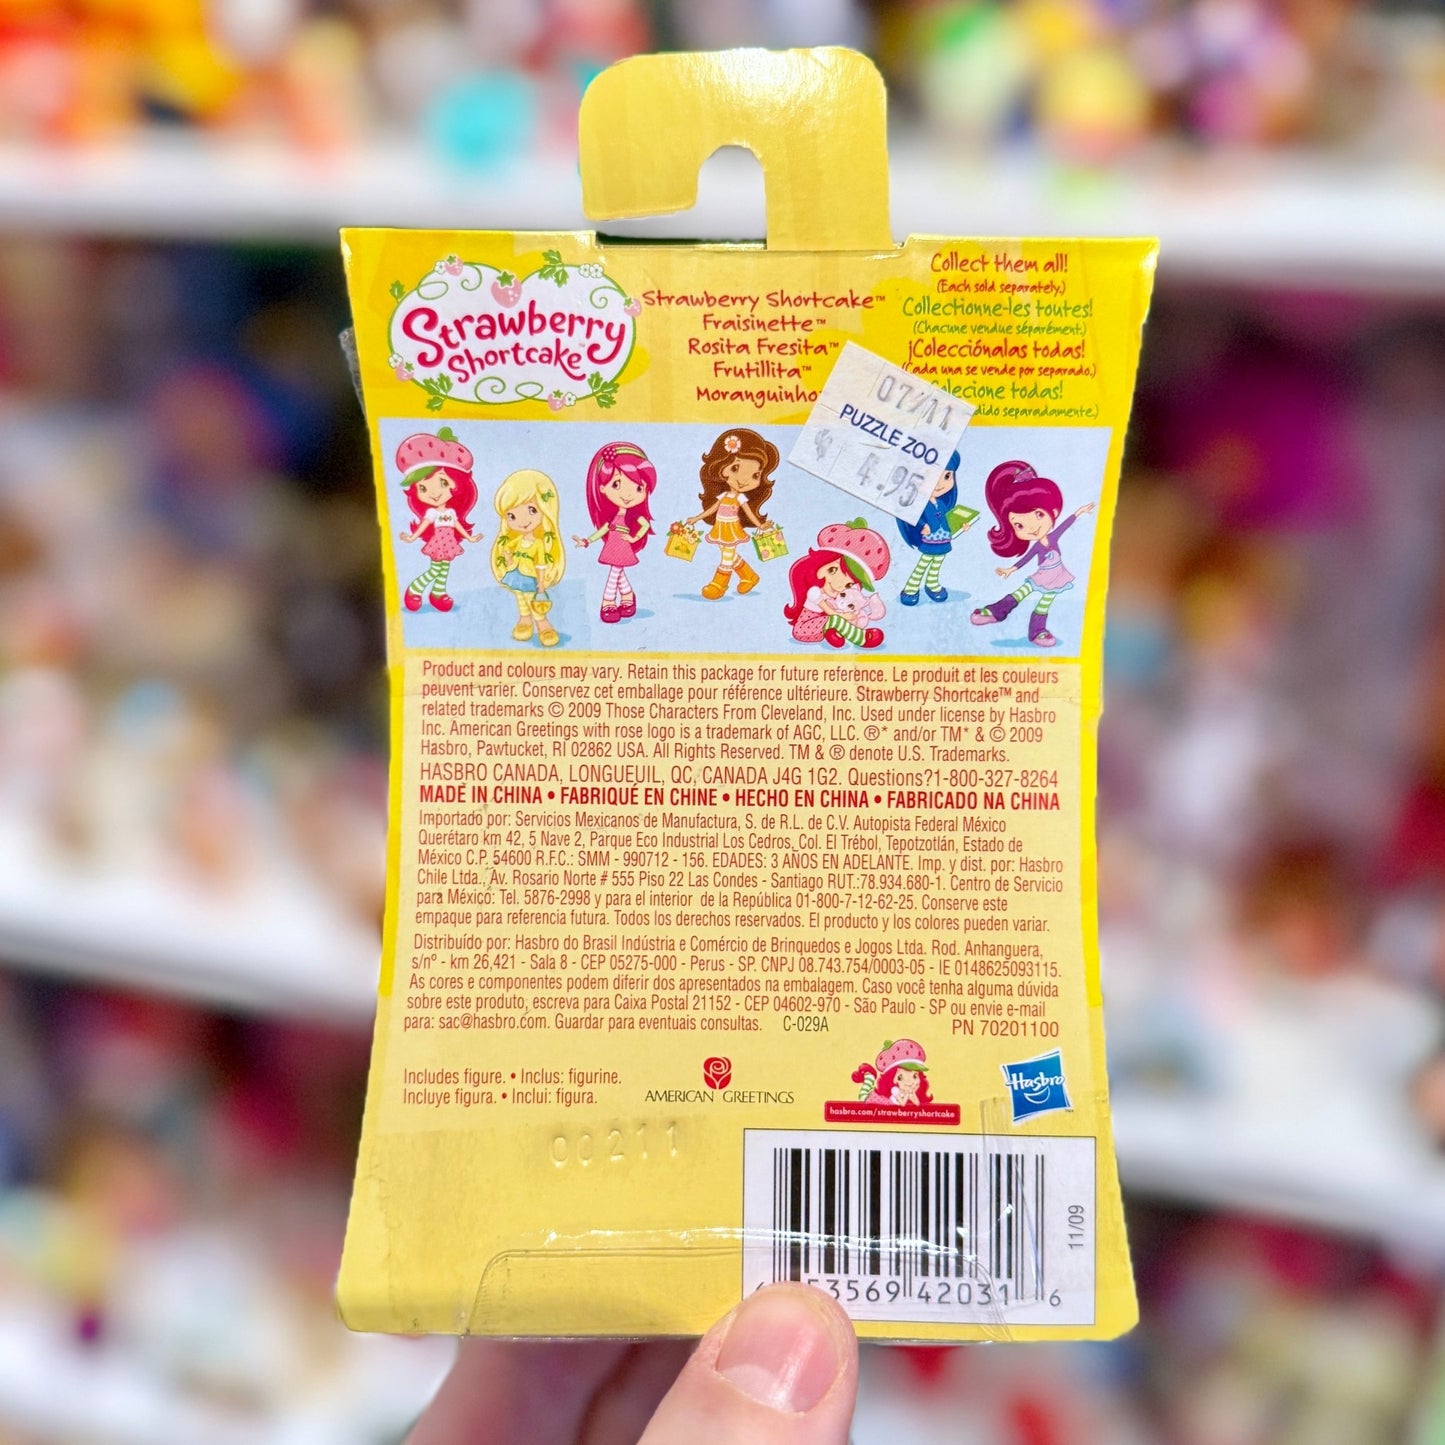 Strawberry
Shortcake™
Strawberry Shortcake™
Fraisinette™
Rosita Fresita™
Frutillita™
Moranguinho
Collect them all!
(Each sold separately.)
Collectionne-les toutes!
(Chacune vendue séparément.)
¡Colecciónalas todas!
(Cada una se vende por separado.)
todas!
separadamente.)
07/11
PUZZLE ZOO
$ 4.95
Product and colours may vary. Retain this package for future reference. Le produit et les couleurs
peuvent varier. Conservez cet emballage pour référence ultérieure. Strawberry Shortcake™ and
related trademarks © 2009 Those Characters From Cleveland, Inc. Used under license by Hasbro
Inc. American Greetings with rose logo is a trademark of AGC, LLC. ®* and/or TM* & © 2009
Hasbro, Pawtucket, RI 02862 USA. All Rights Reserved. TM & ® denote U.S. Trademarks.
HASBRO CANADA, LONGUEUIL, QC, CANADA J4G 1G2. Questions?1-800-327-8264
MADE IN CHINA • FABRIQUÉ EN CHINE • HECHO EN CHINA • FABRICADO NA CHINA
Importado por: Servicios Mexicanos de Manufactura, S. de R.L. de C.V. Autopista Federal México
Querétaro km 42, 5 Nave 2, Parque Eco Industrial Los Cedros, Col. El Trébol, Tepotzotlán, Estado de
México C.P. 54600 R.F.C.: SMM - 990712 - 156. EDADES: 3 AÑOS EN ADELANTE. Imp. y dist. por: Hasbro
Chile Ltda., Av. Rosario Norte # 555 Piso 22 Las Condes - Santiago RUT.:78.934.680-1. Centro de Servicio
para México: Tel. 5876-2998 y para el interior de la República 01-800-7-12-62-25. Conserve este
empaque para referencia futura. Todos los derechos reservados. El producto y los colores pueden variar.
Distribuído por: Hasbro do Brasil Indústria e Comércio de Brinquedos e Jogos Ltda. Rod. Anhanguera,
s/nº - km 26,421 - Sala 8 - CEP 05275-000 - Perus - SP. CNPJ 08.743.754/0003-05 - IE 0148625093115.
As cores e componentes podem diferir dos apresentados na embalagem. Caso você tenha alguma dúvida
sobre este produto, escreva para Caixa Postal 21152 - CEP 04602-970 - São Paulo - SP ou envie e-mail
para: sac@hasbro.com. Guardar para eventuais consultas. C-029A
PN 70201100
Includes figure. • Inclus: figurine.
Incluye figura. • Inclui: figura.
AMERICAN GREETINGS
hasbro.com/strawberryshortcake
Hasbro
00211
11/09
6 53569 42031 6